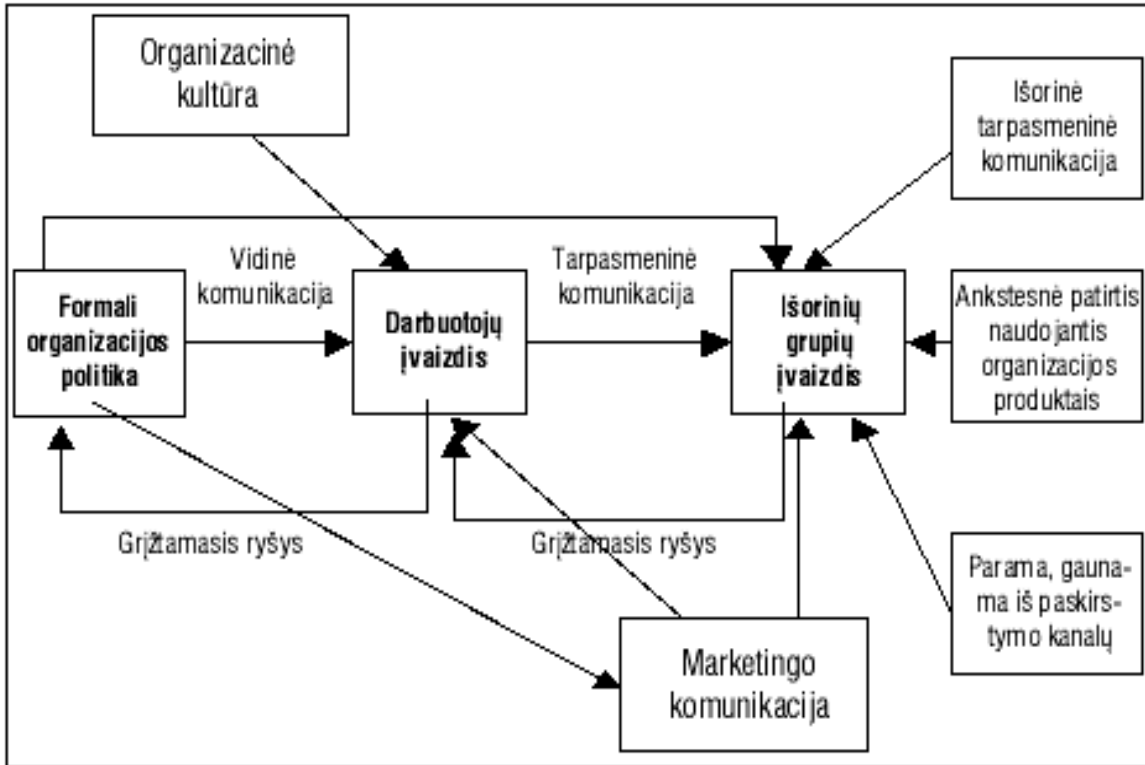 Organizacinė
kultūra
Išorinė
tarpasmeninė
komunikacija
Vidinė
komunikacija
Tarpasmeninė
komunikacija
Formali
organizacijos
politika
Darbuotojų
įvaizdis
Išorinių
grupių
įvaizdis
Ankstesnė patirtis
naudojantis
organizacijos
produktais
Grįžtamasis ryšys
Grįžtamasis ryšys
Parama, gauna-
ma iš paskirs-
tymo kanalų
Marketingo
komunikacija